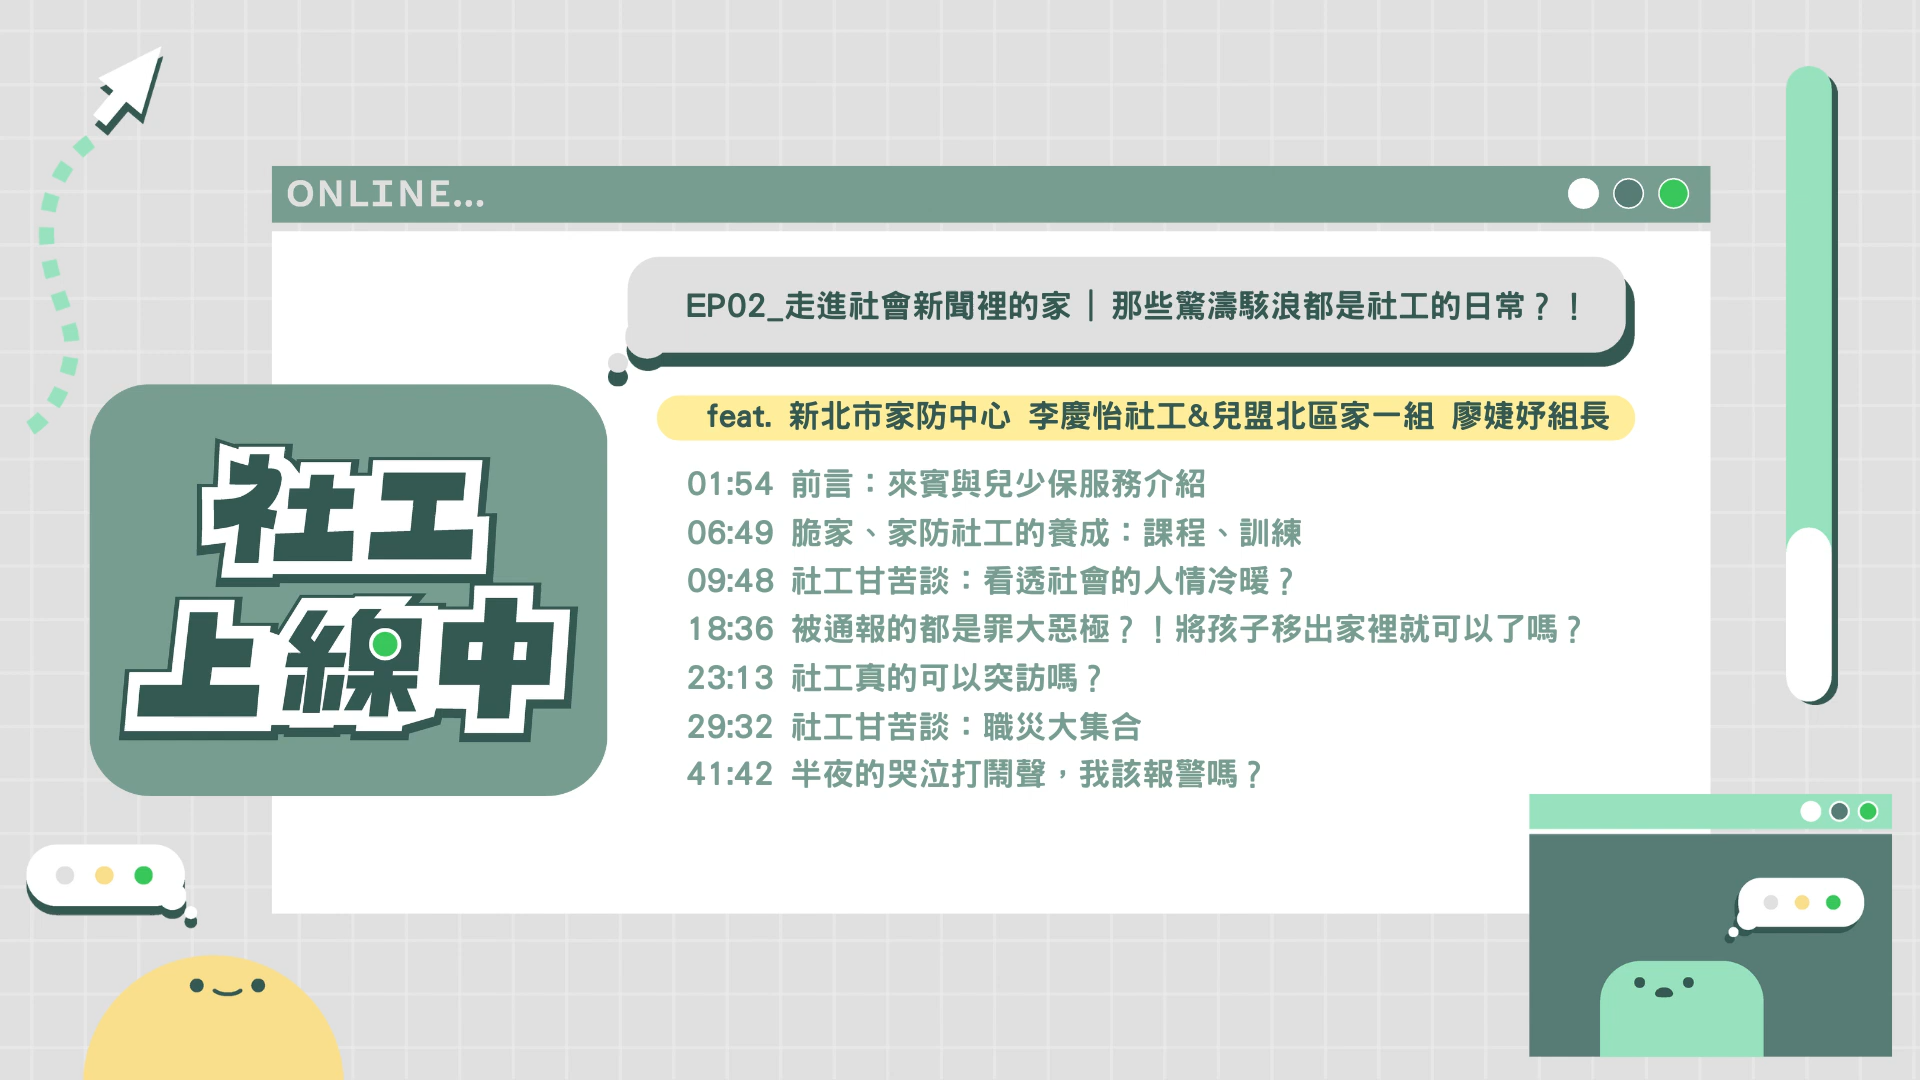 ONLINE...
EP02_走進社會新聞裡的家｜那些驚濤駭浪都是社工的日常？！
feat. 新北市家防中心 李慶怡社工&兒盟北區家一組 廖婕妤組長
社工
上線中
01:54 前言：來賓與兒少保服務介紹
06:49 脆家、家防社工的養成：課程、訓練
09:48 社工甘苦談：看透社會的人情冷暖？
18:36 被通報的都是罪大惡極？！將孩子移出家裡就可以了嗎？
23:13 社工真的可以突訪嗎？
29:32 社工甘苦談：職災大集合
41:42 半夜的哭泣打鬧聲，我該報警嗎？